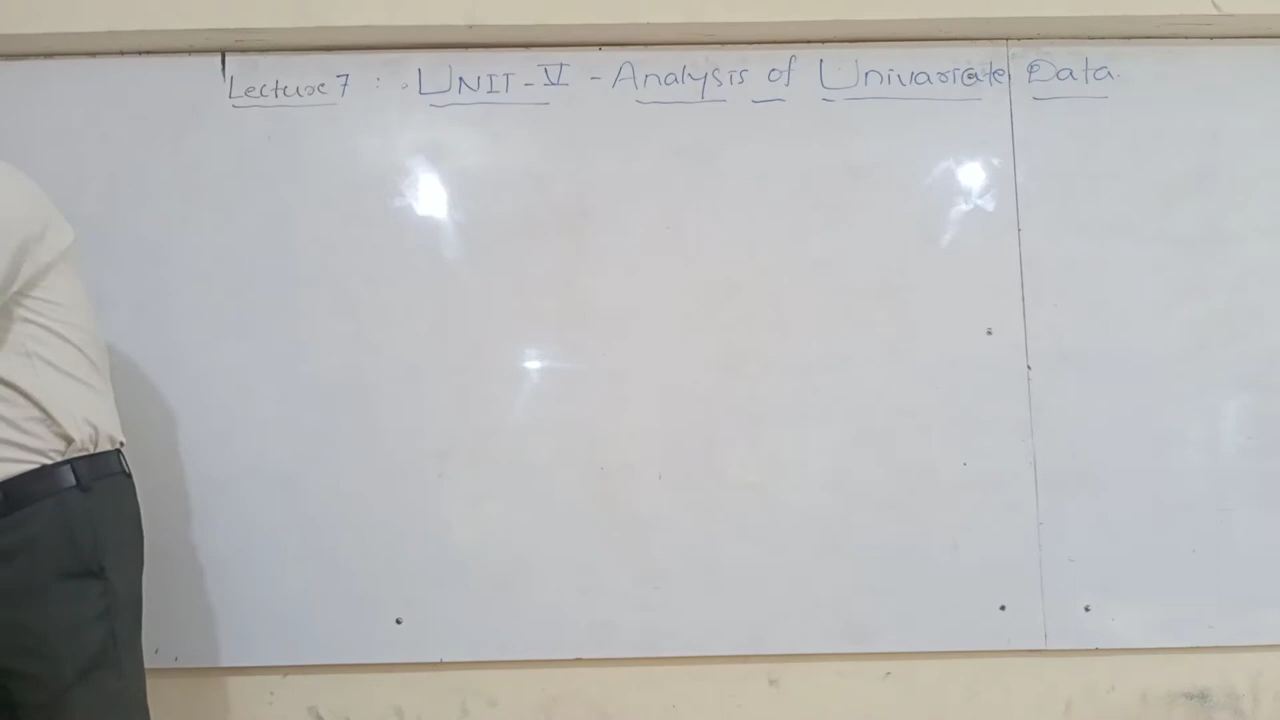 Lecture 7 : . UNIT - V - Analysis of Univariate Data.